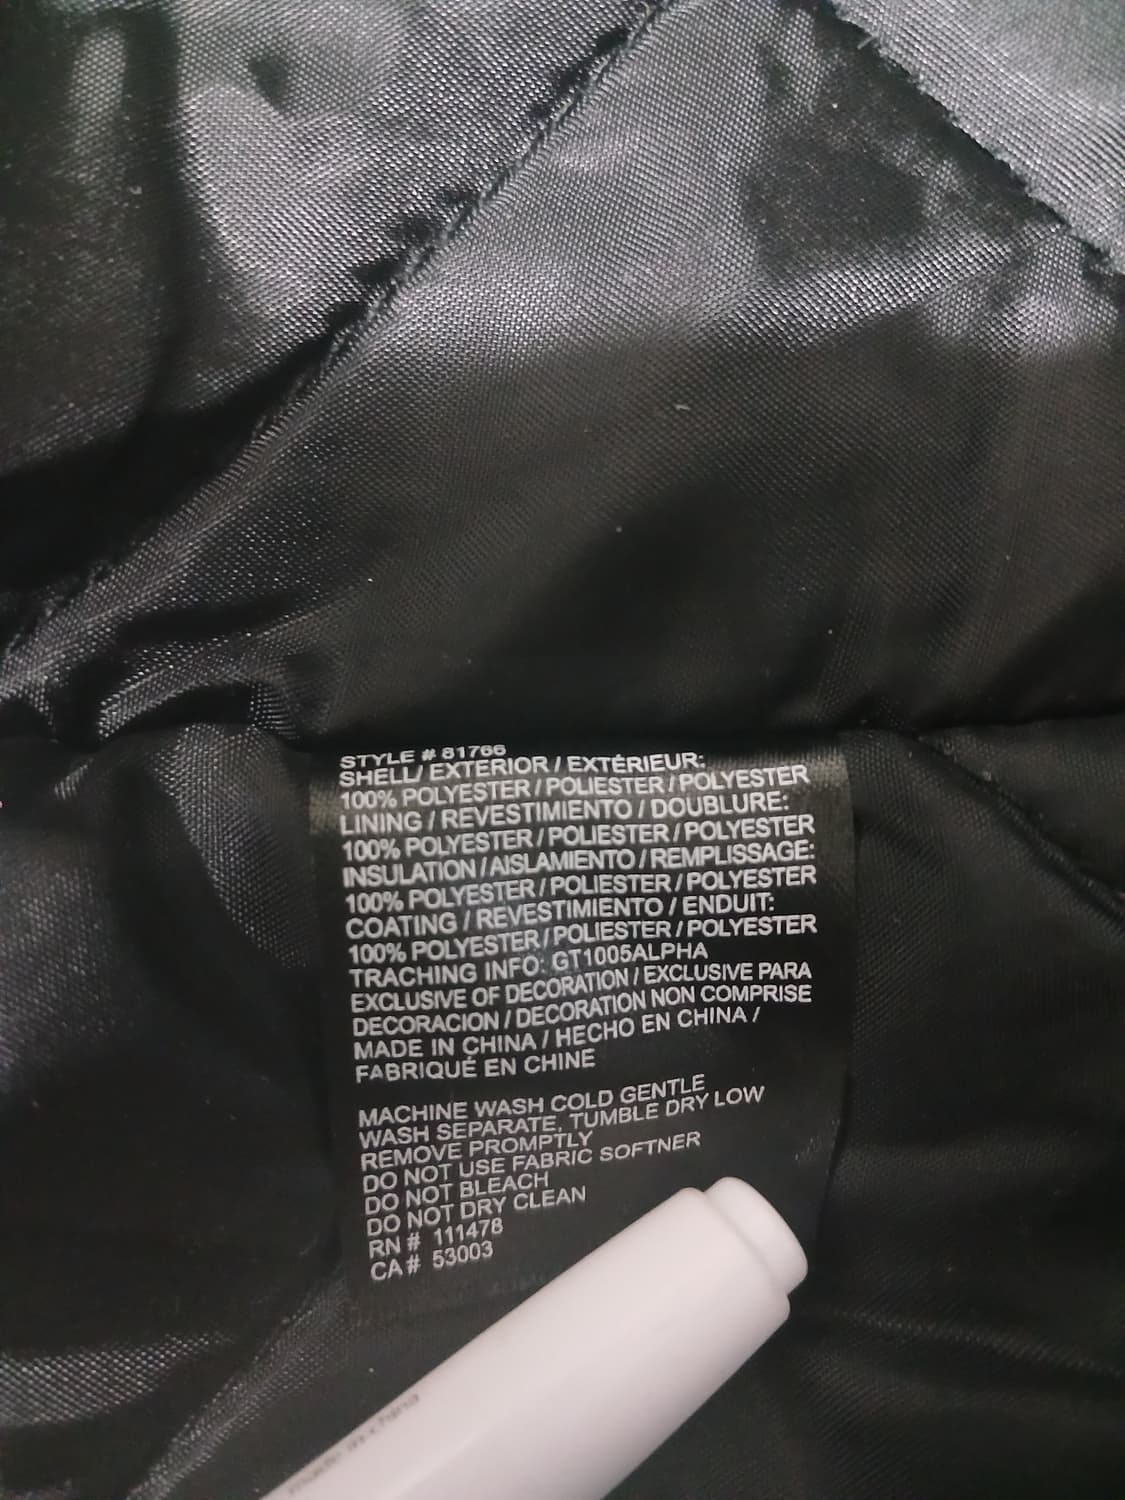 STYLE # 81766
SHELL/ EXTERIOR / EXTÉRIEUR:
100% POLYESTER / POLIESTER / POLYESTER
LINING / REVESTIMIENTO / DOUBLURE:
100% POLYESTER / POLIESTER / POLYESTER
INSULATION / AISLAMIENTO / REMPLISSAGE:
100% POLYESTER / POLIESTER / POLYESTER
COATING / REVESTIMIENTO / ENDUIT:
100% POLYESTER / POLIESTER / POLYESTER
TRACHING INFO: GT1005ALPHA
EXCLUSIVE OF DECORATION / EXCLUSIVE PARA
DECORACION / DECORATION NON COMPRISE
MADE IN CHINA / HECHO EN CHINA /
FABRIQUÉ EN CHINE
MACHINE WASH COLD GENTLE
WASH SEPARATE, TUMBLE DRY LOW
REMOVE PROMPTLY
DO NOT USE FABRIC SOFTNER
DO NOT BLEACH
DO NOT DRY CLEAN
RN # 111478
CA # 53003
made in china